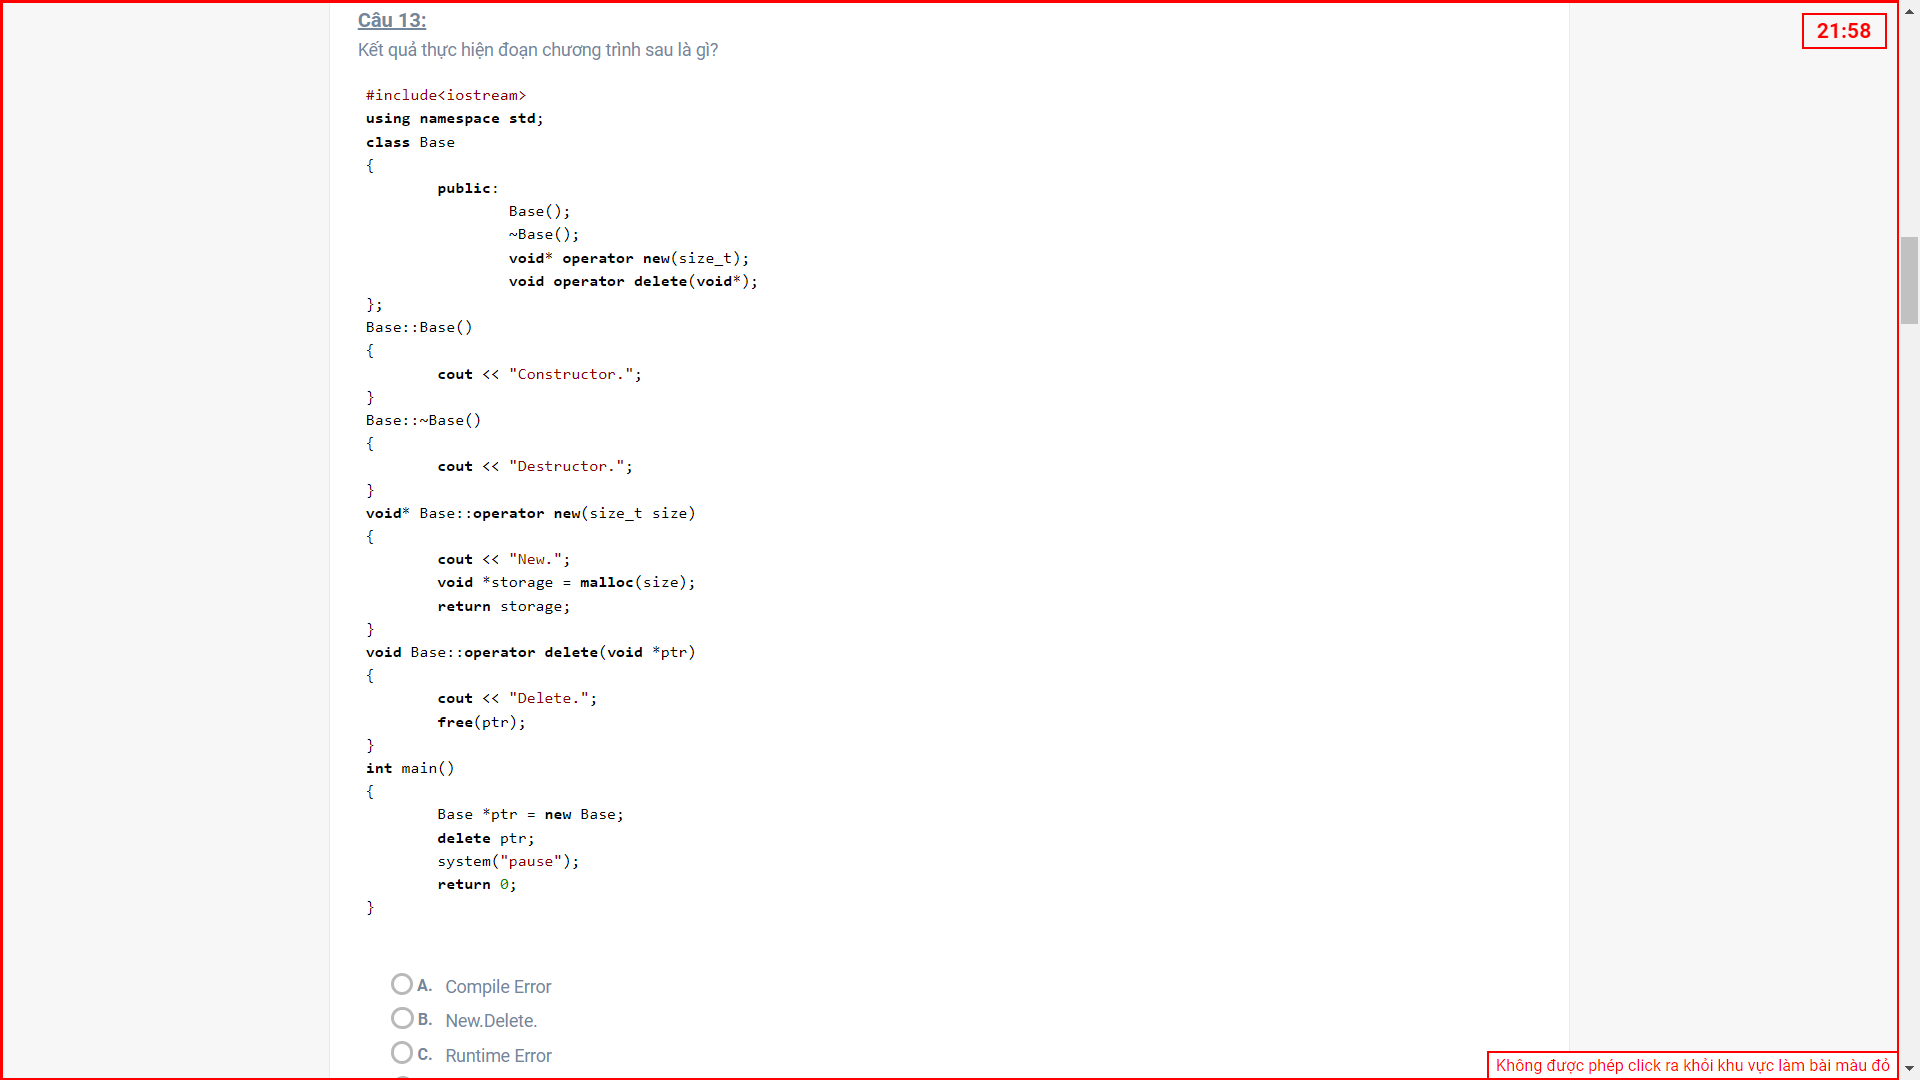 Câu 13:
21:58
Kết quả thực hiện đoạn chương trình sau là gì?
#include<iostream>
using namespace std;
class Base
{
public:
Base();
~Base();
void* operator new(size_t);
void operator delete(void*);
};
Base::Base()
{
cout << "Constructor.";
}
Base::~Base()
{
cout << "Destructor.";
}
void* Base::operator new(size_t size)
{
cout << "New.";
void *storage = malloc(size);
return storage;
}
void Base::operator delete(void *ptr)
{
cout << "Delete.";
free(ptr);
}
int main()
{
Base *ptr = new Base;
delete ptr;
system("pause");
return 0;
}
A. Compile Error
B. New.Delete.
C. Runtime Error
Không được phép click ra khỏi khu vực làm bài màu đỏ